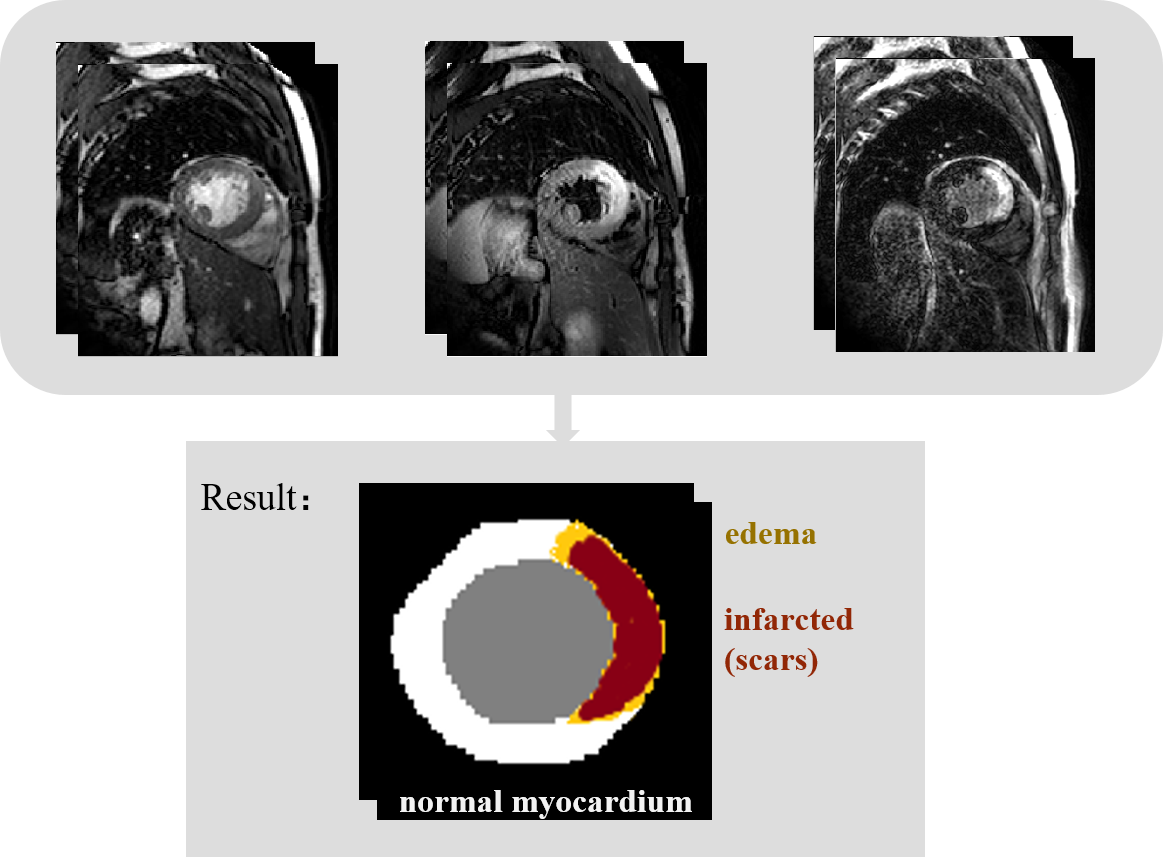 Result：
edema
infarcted
(scars)
normal myocardium